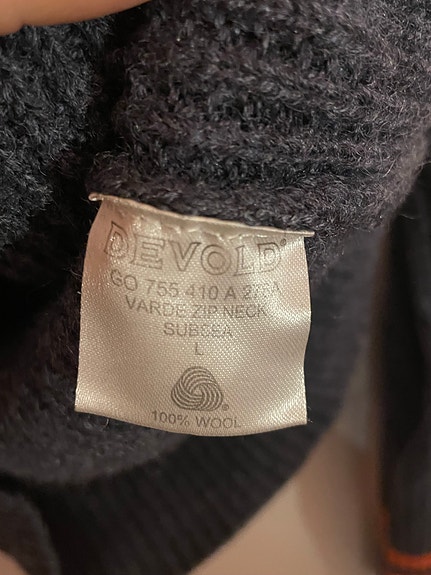 DEVOLD®
GO 755 410 A
VARDE ZIP NECK
SUBSEA
L
100% WOOL